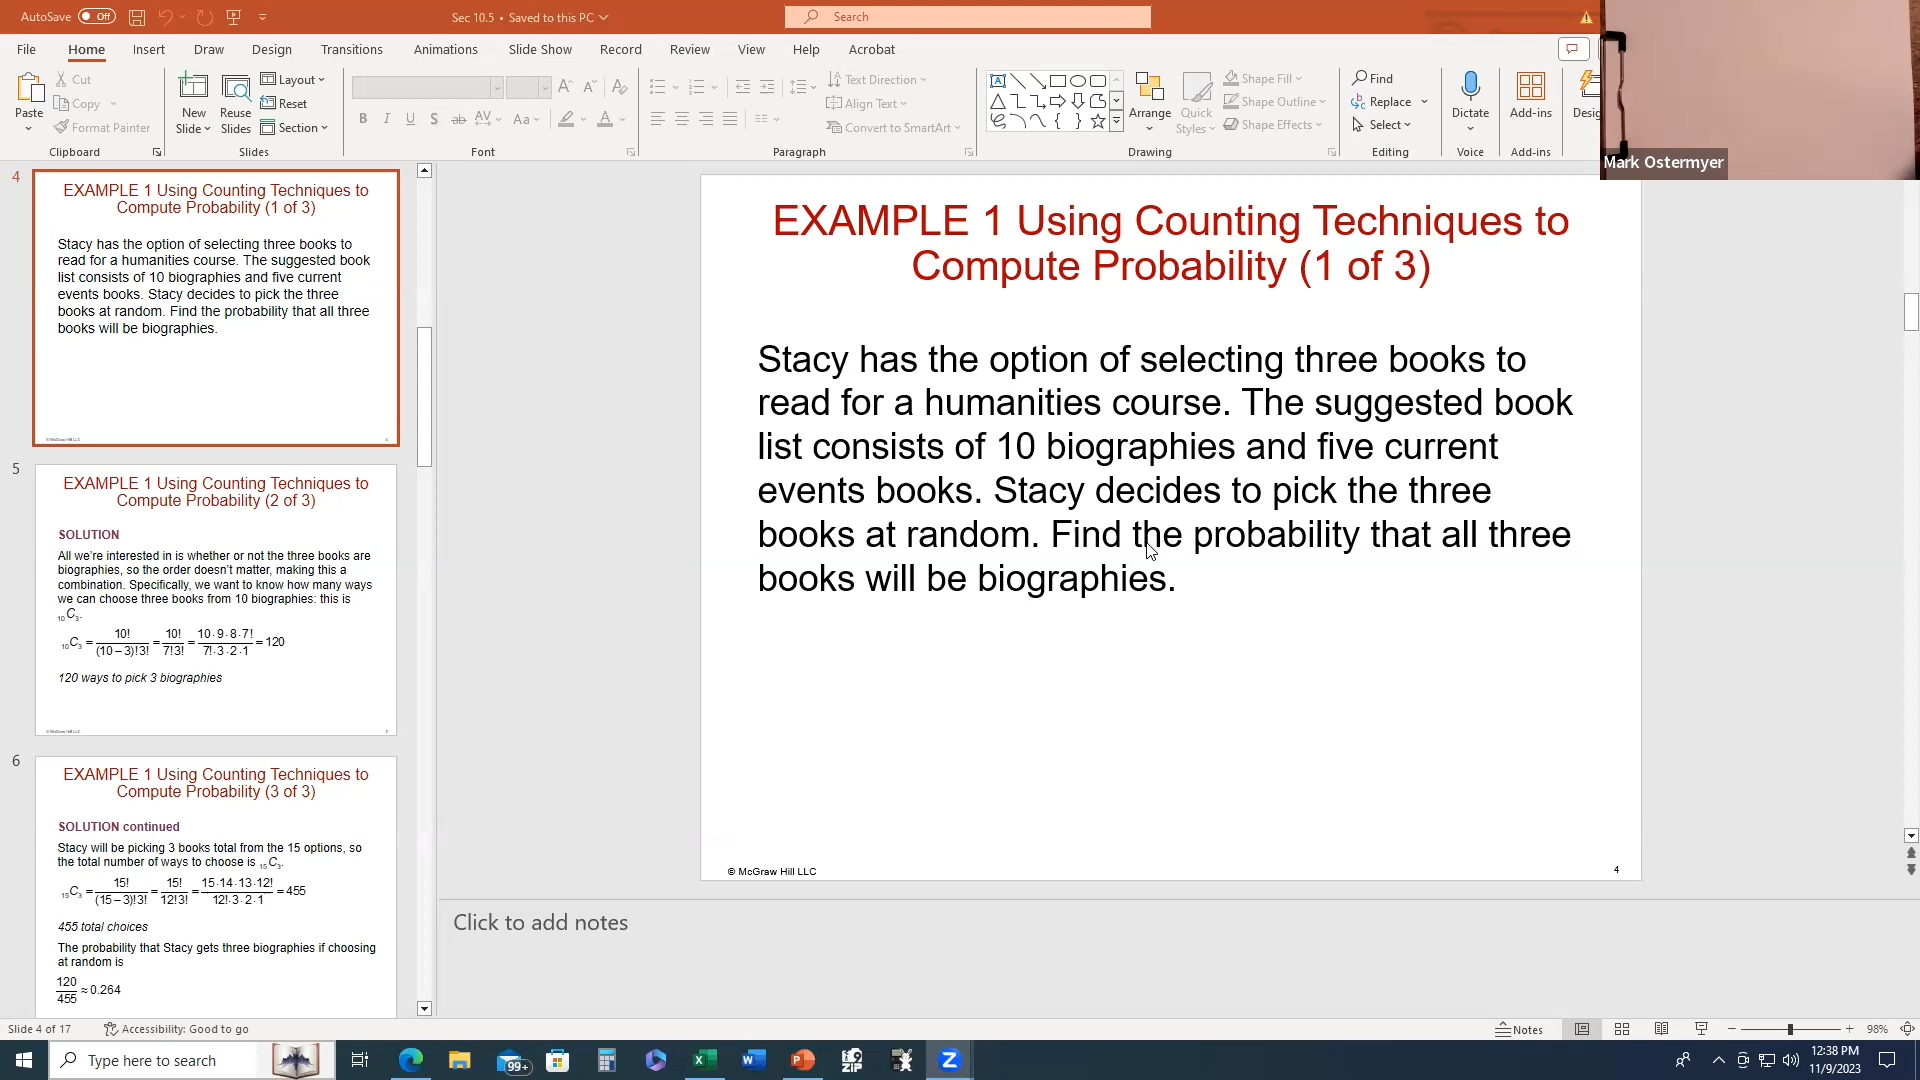 AutoSave Off
Sec 10.5 • Saved to this PC
Search
File Home Insert Draw Design Transitions Animations Slide Show Record Review View Help Acrobat
Paste
Cut
Copy
Format Painter
Clipboard
New Slide
Reuse Slides
Layout
Reset
Section
Slides
B I U S ab AV Aa A
Font
Text Direction
Align Text
Convert to SmartArt
Paragraph
Arrange
Quick Styles
Shape Fill
Shape Outline
Shape Effects
Drawing
Find
Replace
Select
Editing
Dictate
Voice
Add-ins
Add-ins
Desig
Mark Ostermyer
4
EXAMPLE 1 Using Counting Techniques to
Compute Probability (1 of 3)
Stacy has the option of selecting three books to
read for a humanities course. The suggested book
list consists of 10 biographies and five current
events books. Stacy decides to pick the three
books at random. Find the probability that all three
books will be biographies.
© McGraw Hill LLC
5
EXAMPLE 1 Using Counting Techniques to
Compute Probability (2 of 3)
SOLUTION
All we're interested in is whether or not the three books are
biographies, so the order doesn't matter, making this a
combination. Specifically, we want to know how many ways
we can choose three books from 10 biographies: this is
₁₀C₃.
₁₀C₃ = 10!/(10 − 3)!3! = 10!/7!3! = 10·9·8·7!/7!·3·2·1 = 120
120 ways to pick 3 biographies
© McGraw Hill LLC
6
EXAMPLE 1 Using Counting Techniques to
Compute Probability (3 of 3)
SOLUTION continued
Stacy will be picking 3 books total from the 15 options, so
the total number of ways to choose is ₁₅C₃.
₁₅C₃ = 15!/(15 − 3)!3! = 15!/12!3! = 15·14·13·12!/12!·3·2·1 = 455
455 total choices
The probability that Stacy gets three biographies if choosing
at random is
120/455 ≈ 0.264
EXAMPLE 1 Using Counting Techniques to
Compute Probability (1 of 3)
Stacy has the option of selecting three books to
read for a humanities course. The suggested book
list consists of 10 biographies and five current
events books. Stacy decides to pick the three
books at random. Find the probability that all three
books will be biographies.
© McGraw Hill LLC
4
Click to add notes
Slide 4 of 17
Accessibility: Good to go
Notes
98%
Type here to search
99+
12:38 PM
11/9/2023